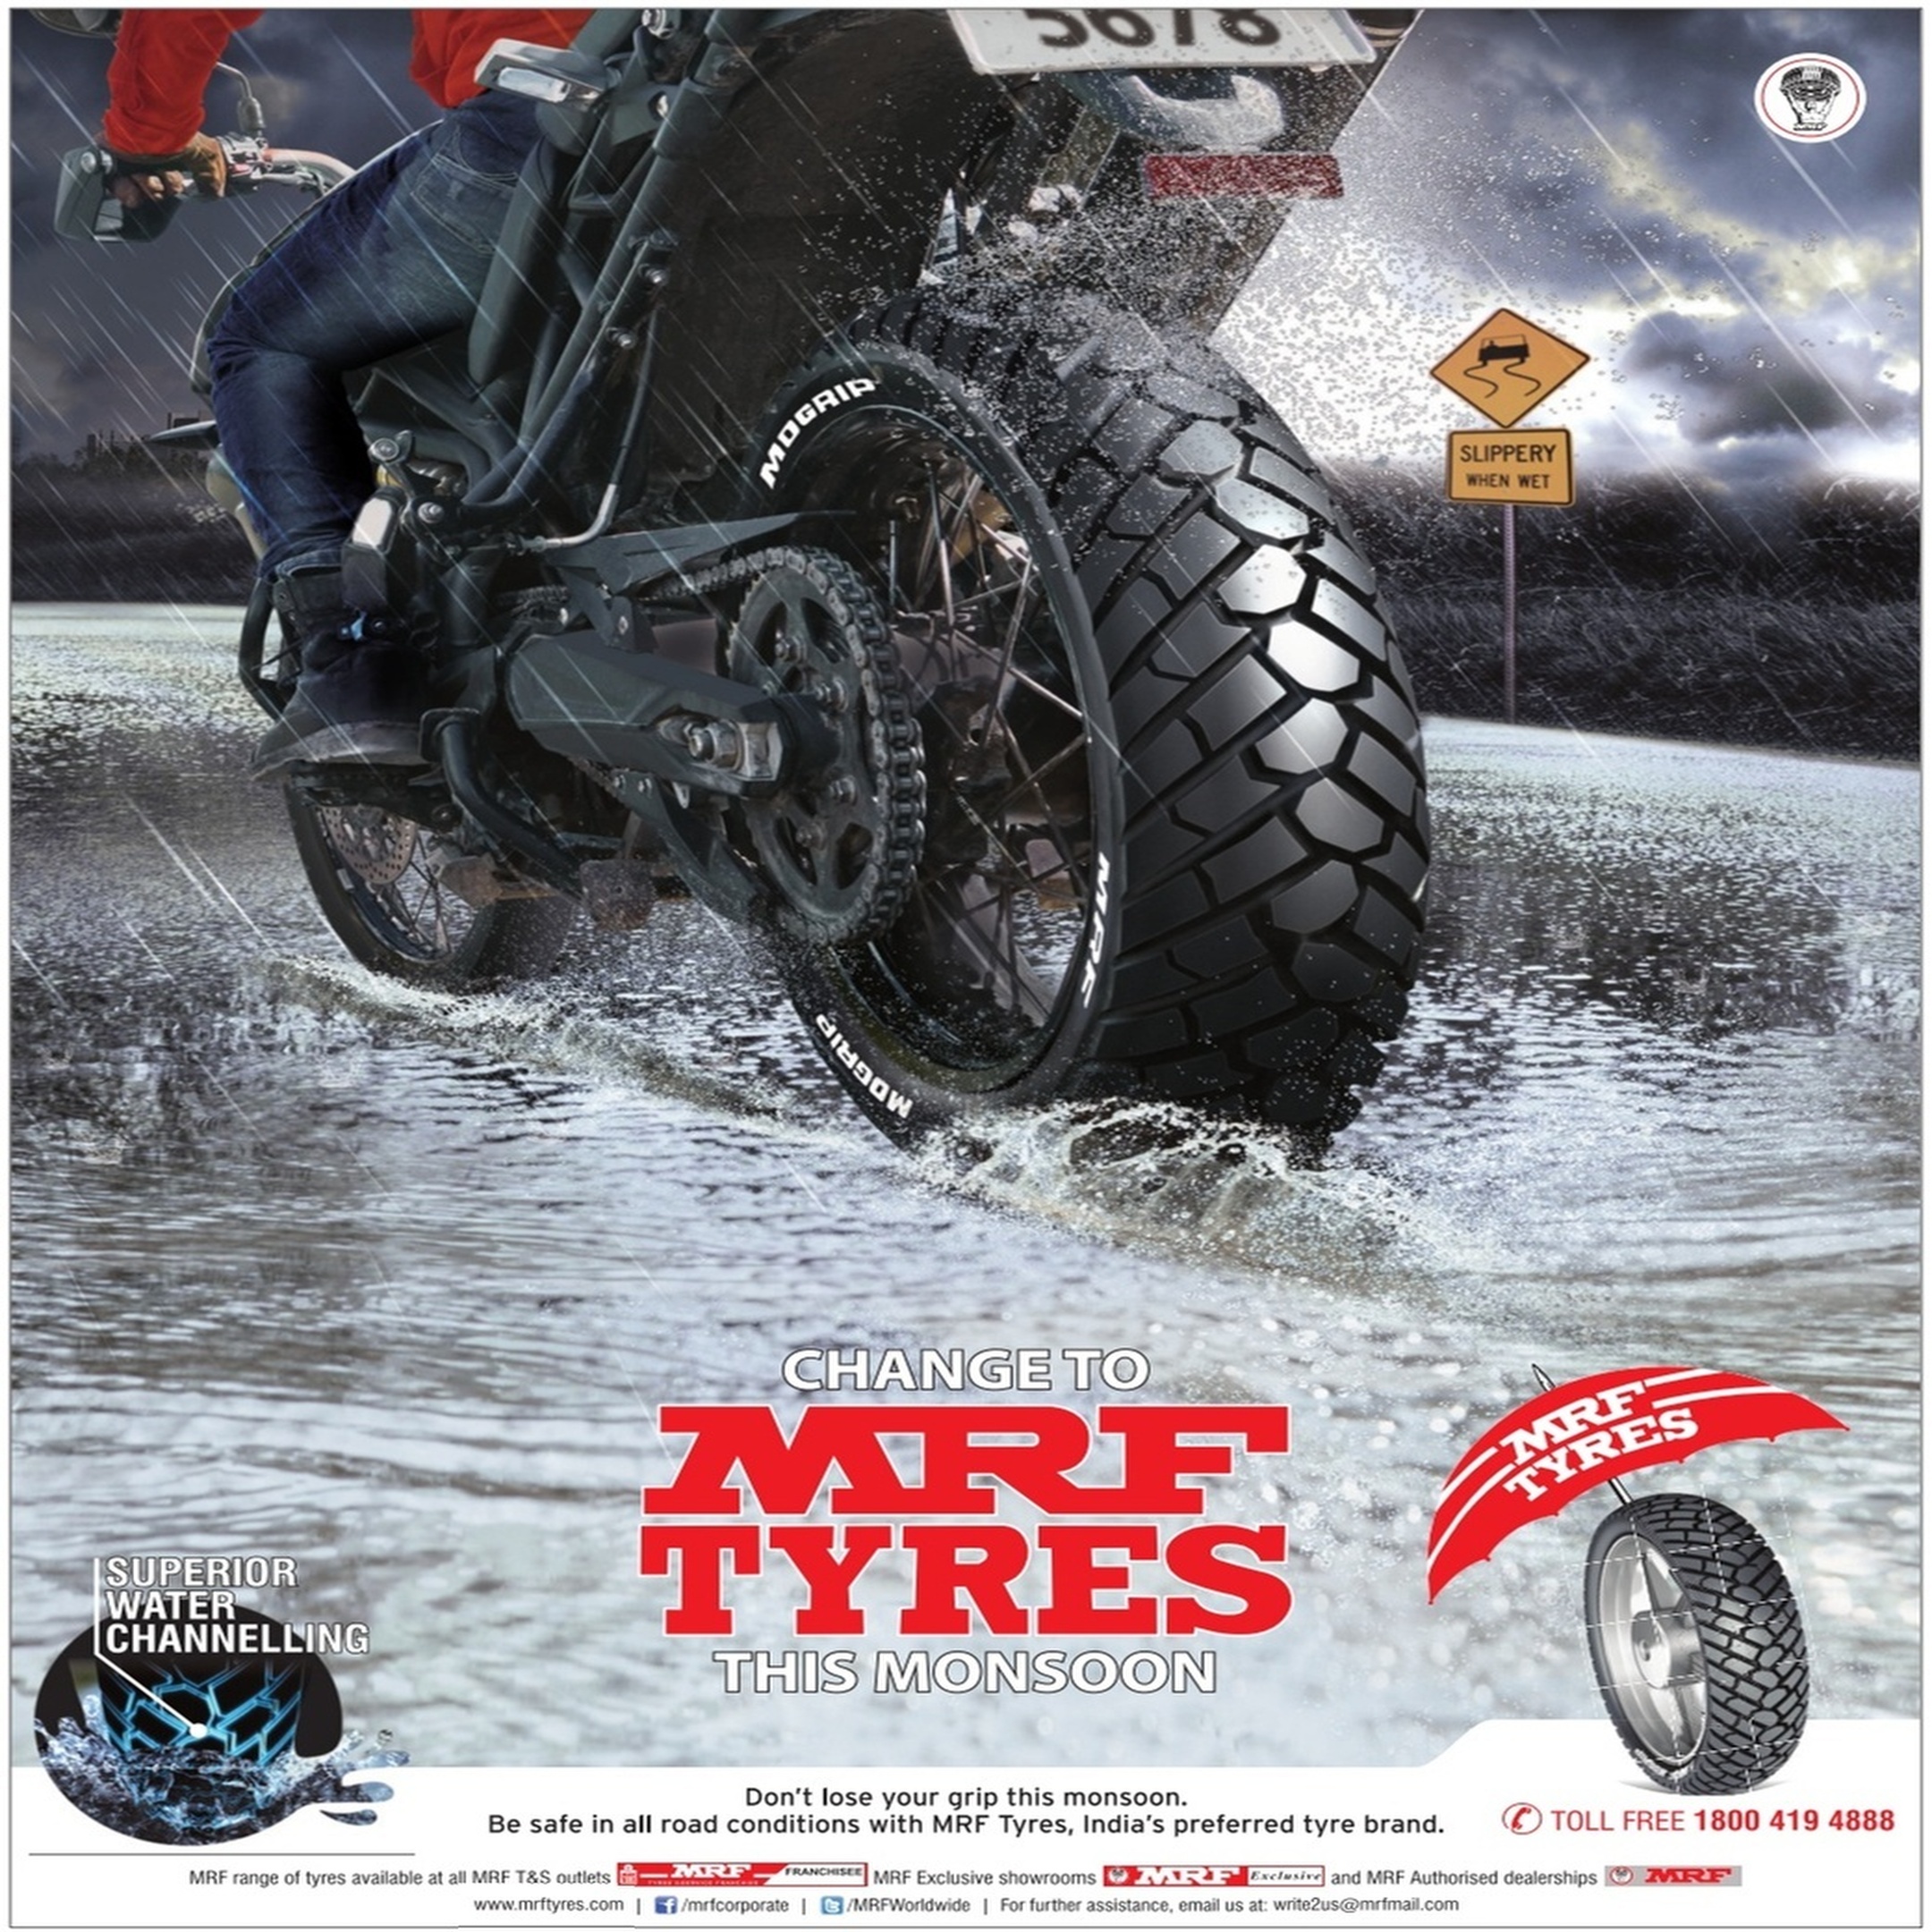 5678
MOGRIP
SLIPPERY
WHEN WET
MRF
MOGRIP
CHANGE TO
MRF
TYRES
THIS MONSOON
MRF
TYRES
SUPERIOR
WATER
CHANNELLING
Don't lose your grip this monsoon.
Be safe in all road conditions with MRF Tyres, India's preferred tyre brand.
TOLL FREE 1800 419 4888
MRF range of tyres available at all MRF T&S outlets MRF FRANCHISEE MRF Exclusive showrooms MRF Exclusive and MRF Authorised dealerships MRF
www.mrftyres.com | /mrfcorporate | /MRFWorldwide | For further assistance, email us at: write2us@mrfmail.com